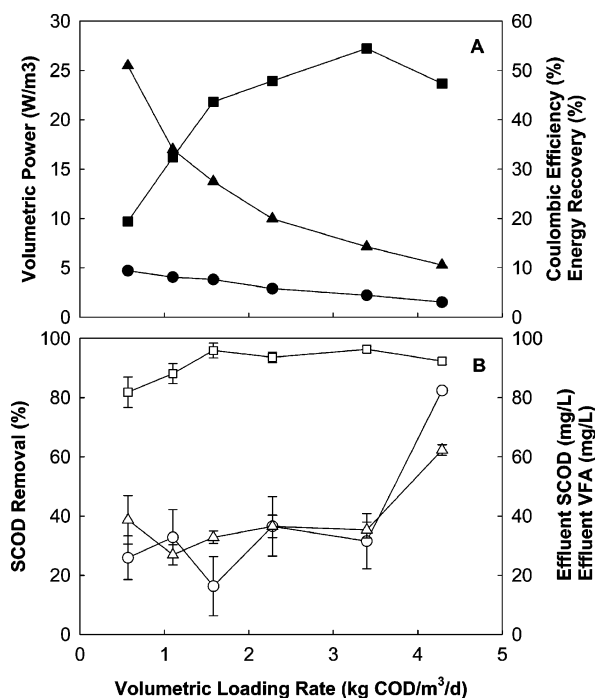 30
25
20
15
10
5
0
Volumetric Power (W/m3)
A
60
50
40
30
20
10
0
Coulombic Efficiency (%)
Energy Recovery (%)
100
80
60
40
20
0
SCOD Removal (%)
B
100
80
60
40
20
0
Effluent SCOD (mg/L)
Effluent VFA (mg/L)
0 1 2 3 4 5
Volumetric Loading Rate (kg COD/m³/d)